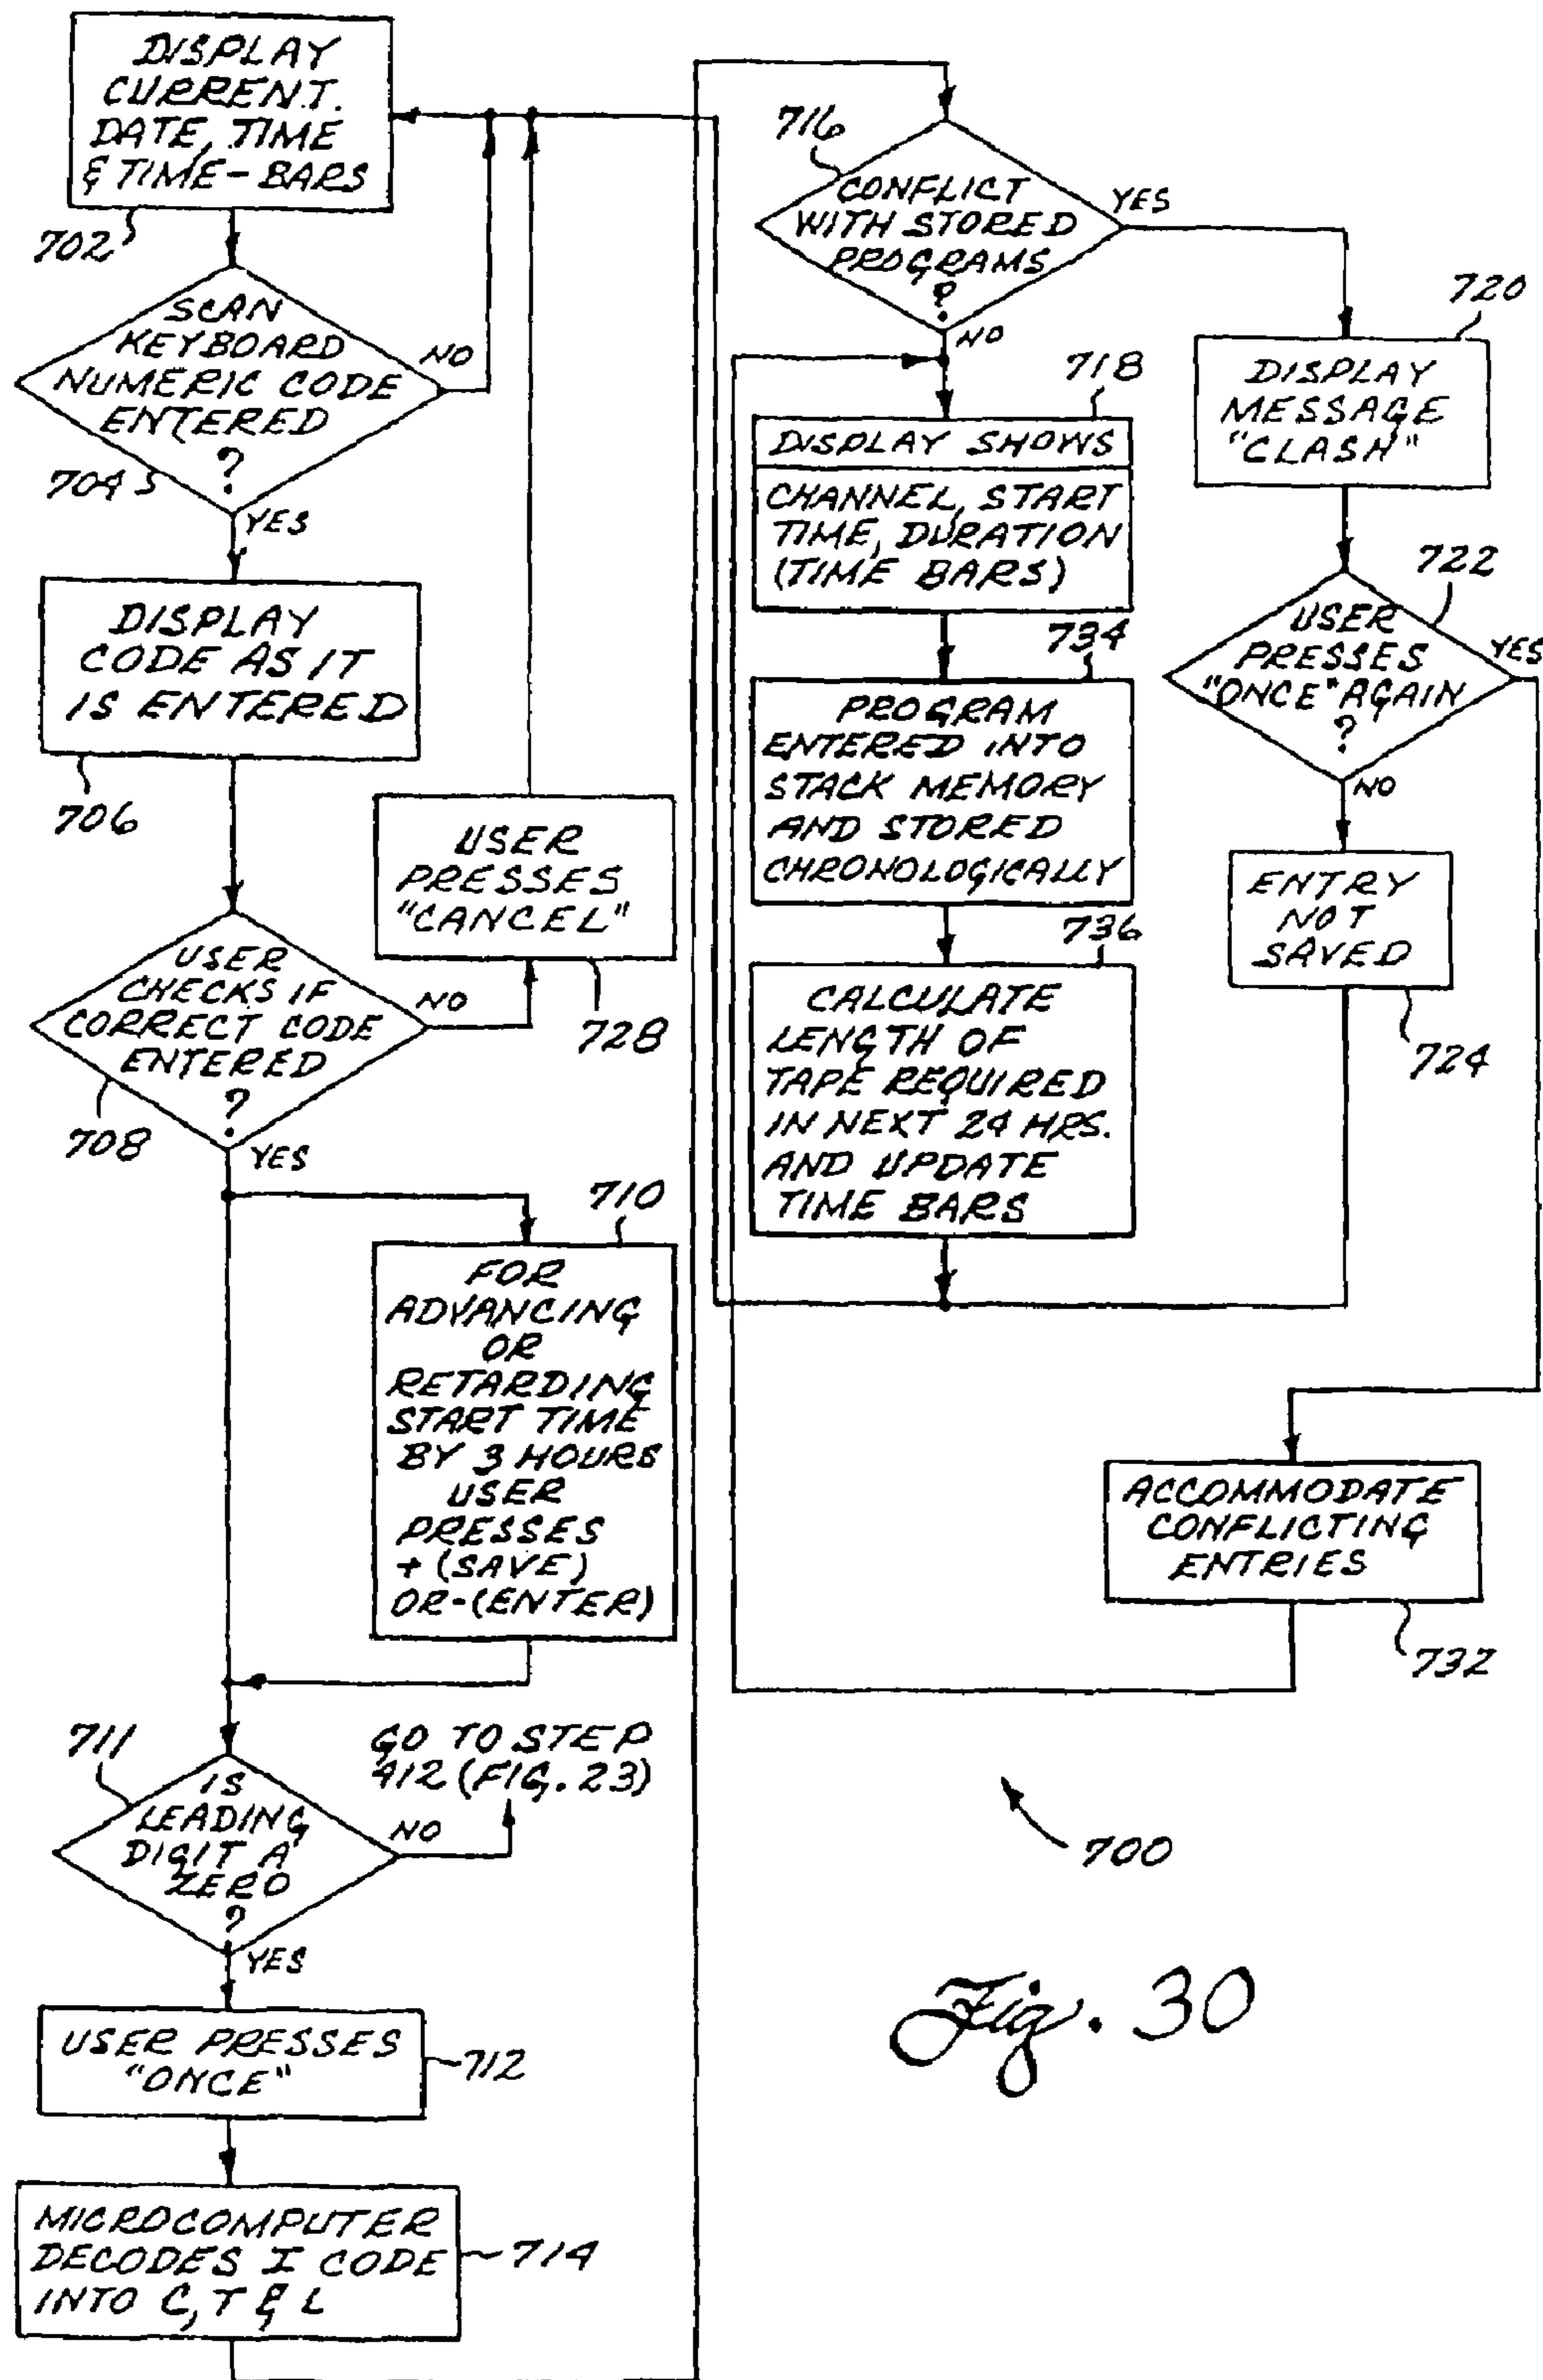 DISPLAY
CURRENT.
DATE, TIME
& TIME-BARS
702
SCAN
KEYBOARD
NUMERIC CODE
ENTERED
?
NO
704
YES
DISPLAY
CODE AS IT
IS ENTERED
706
USER
PRESSES
"CANCEL"
728
USER
CHECKS IF
CORRECT CODE
ENTERED
?
NO
708
YES
710
FOR
ADVANCING
OR
RETARDING
START TIME
BY 3 HOURS
USER
PRESSES
+ (SAVE)
OR-(ENTER)
711
IS
LEADING
DIGIT A
ZERO
?
NO
GO TO STEP
412 (FIG. 23)
YES
USER PRESSES
"ONCE"
712
MICROCOMPUTER
DECODES I CODE
INTO C, T & L
714
716
CONFLICT
WITH STORED
PROGRAMS
?
YES
NO
718
DISPLAY SHOWS
CHANNEL, START
TIME, DURATION
(TIME BARS)
734
PROGRAM
ENTERED INTO
STACK MEMORY
AND STORED
CHRONOLOGICALLY
736
CALCULATE
LENGTH OF
TAPE REQUIRED
IN NEXT 24 HRS.
AND UPDATE
TIME BARS
720
DISPLAY
MESSAGE
"CLASH"
722
USER
PRESSES
"ONCE" AGAIN
?
YES
NO
ENTRY
NOT
SAVED
724
ACCOMMODATE
CONFLICTING
ENTRIES
732
700
Fig. 30